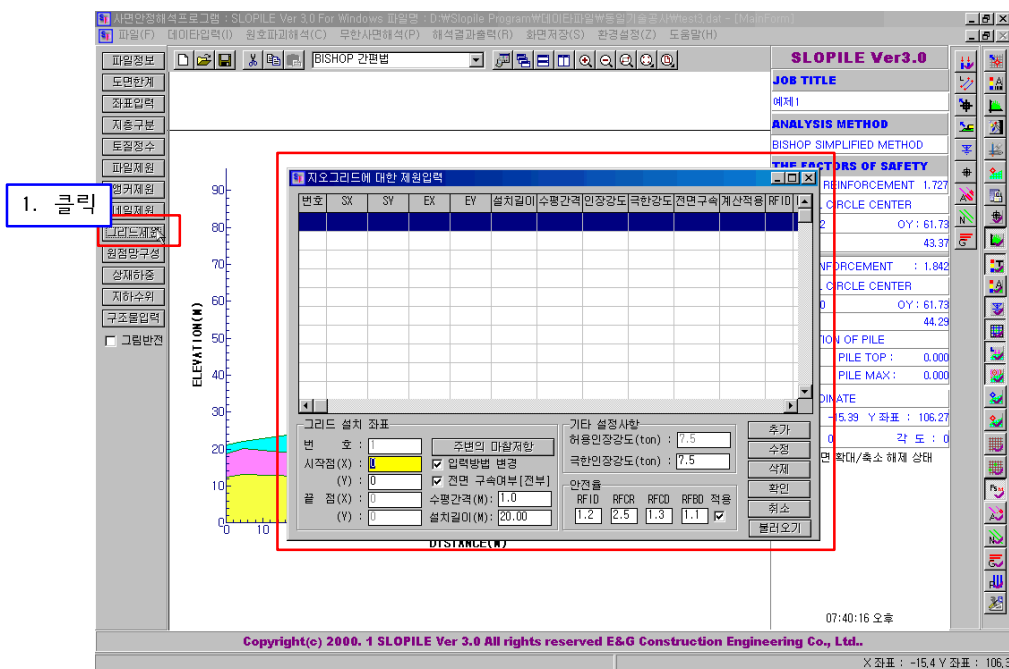 사면안정해석프로그램 : SLOPILE Ver 3,0 For Windows 파일명 : D:₩Slopile Program₩데이타파일₩동일기술공사₩test3,dat - [MainForm]
파일(F) 데이타입력(I) 원호파괴해석(C) 무한사면해석(P) 해석결과출력(R) 화면저장(S) 환경설정(Z) 도움말(H)
파일정보
도면한계
좌표입력
지층구분
토질정수
파일제원
앵커제원
네일제원
그리드제원
원점망구성
상재하중
지하수위
구조물입력
그림반전
1. 클릭
BISHOP 간편법
ELEVATION(M)
90
80
70
60
50
40
30
20
10
0
0 10
DISTANCE(M)
지오그리드에 대한 제원입력
번호 SX SY EX EY 설치길이 수평간격 인장강도 극한강도 전면구속 계산적용 RFID
그리드 설치 좌표
번 호 : 1
주변의 마찰저항
시작점(X) : 0
입력방법 변경
(Y) : 0
전면 구속여부[전부]
끝 점(X) : 0
수평간격(M): 1.0
(Y) : 0
설치길이(M): 20.00
기타 설정사항
허용인장강도(ton) : 7.5
극한인장강도(ton) : 7.5
안전율
RFID RFCR RFCD RFBD 적용
1.2 2.5 1.3 1.1
추가
수정
삭제
확인
취소
불러오기
SLOPILE Ver3.0
JOB TITLE
예제1
ANALYSIS METHOD
BISHOP SIMPLIFIED METHOD
THE FACTORS OF SAFETY
REINFORCEMENT 1.727
CIRCLE CENTER
OY : 61.73
43.37
: 1.842
CIRCLE CENTER
OY : 61.73
44.29
OF PILE
PILE TOP : 0.000
PILE MAX : 0.000
-15.39 Y 좌표 : 106.27
0 각 도 : 0
확대/축소 해제 상태
07:40:16 오후
Copyright(c) 2000. 1 SLOPILE Ver 3.0 All rights reserved E&G Construction Engineering Co., Ltd..
X 좌표 : -15,4 Y 좌표 : 106,3